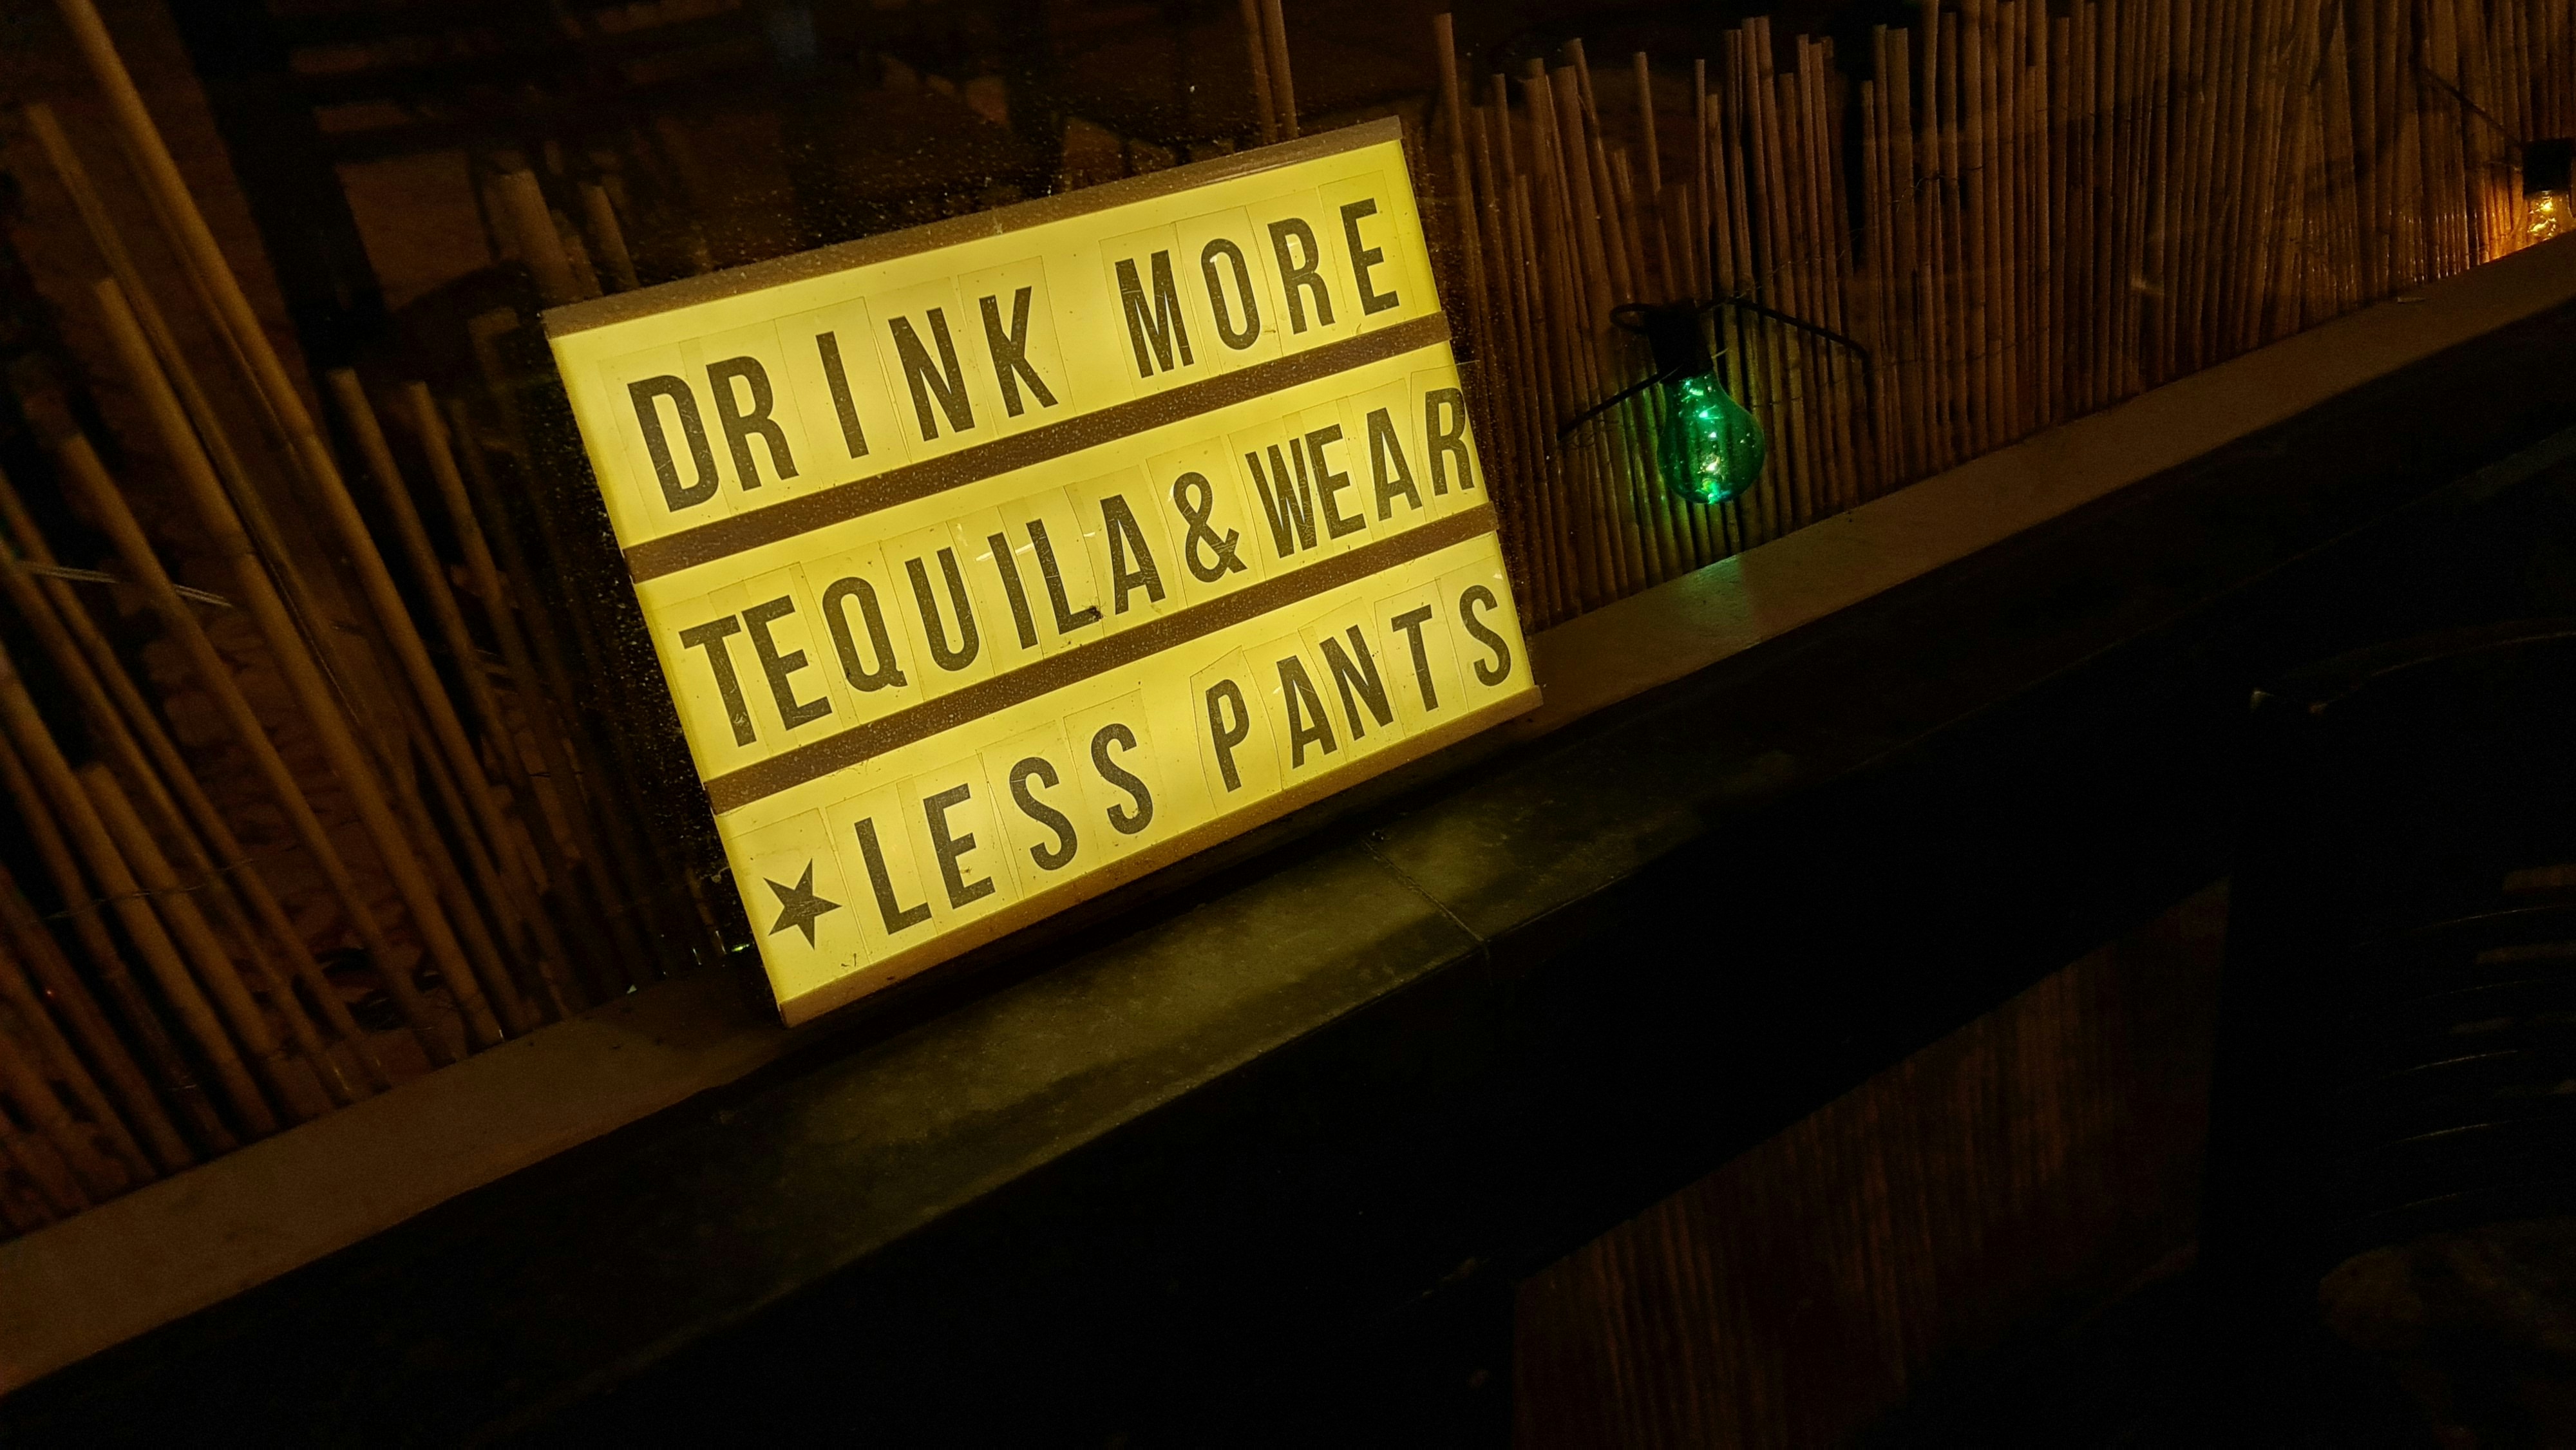 DRINK MORE
TEQUILA & WEAR
★ LESS PANTS